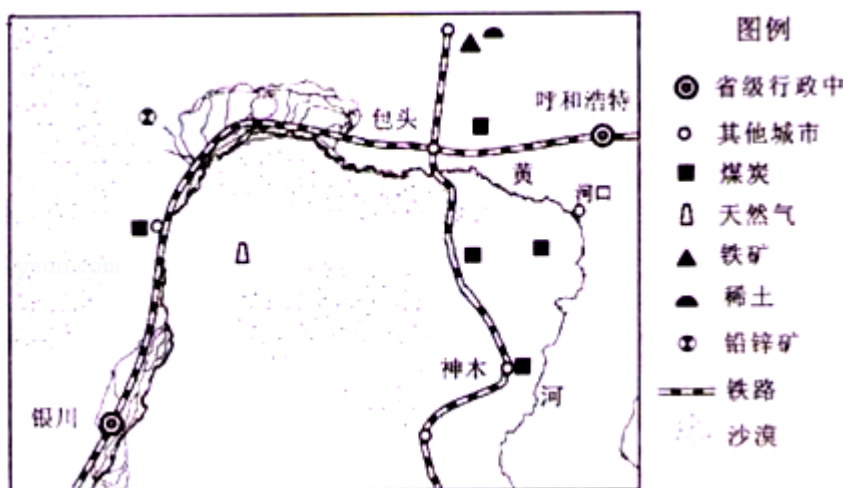 图例
省级行政中
其他城市
煤炭
天然气
铁矿
稀土
铅锌矿
铁路
沙漠
包头
呼和浩特
黄
河口
神木
河
银川